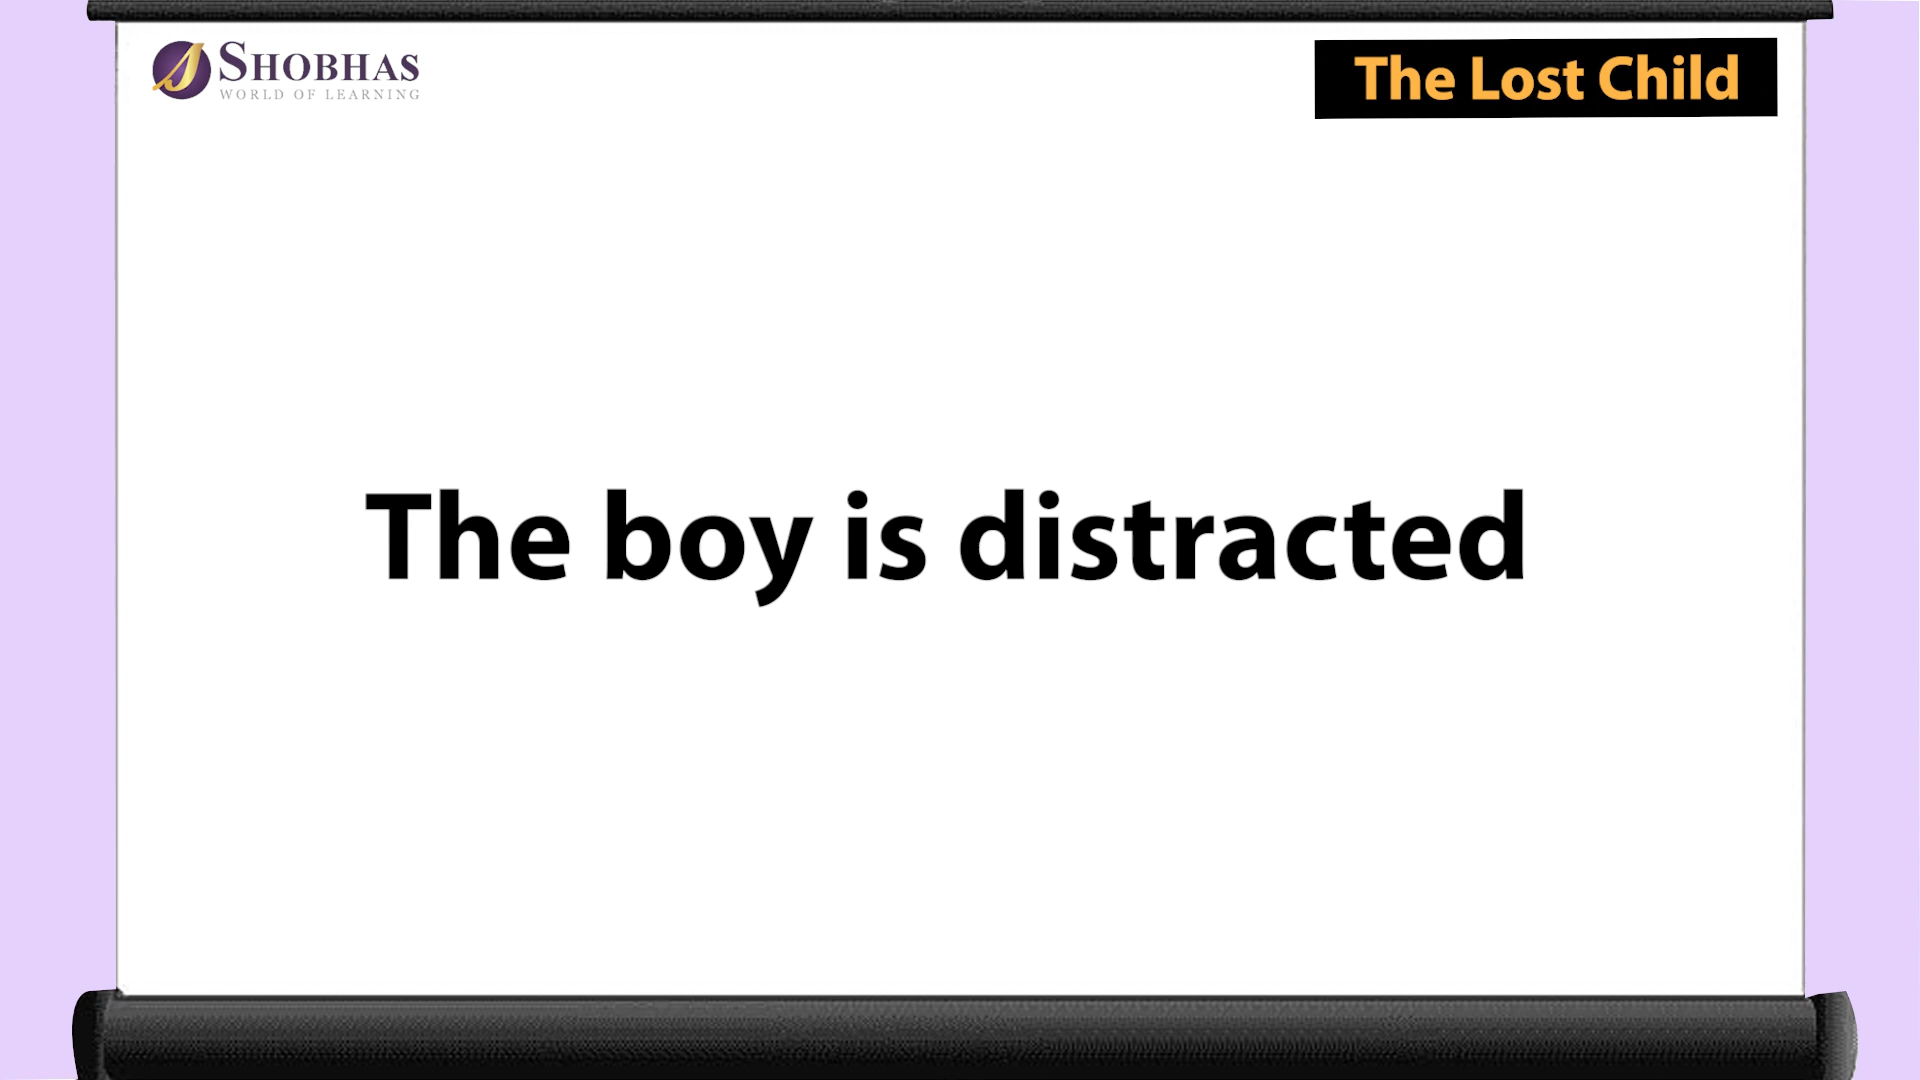 SHOBHAS
WORLD OF LEARNING
The Lost Child
The boy is distracted